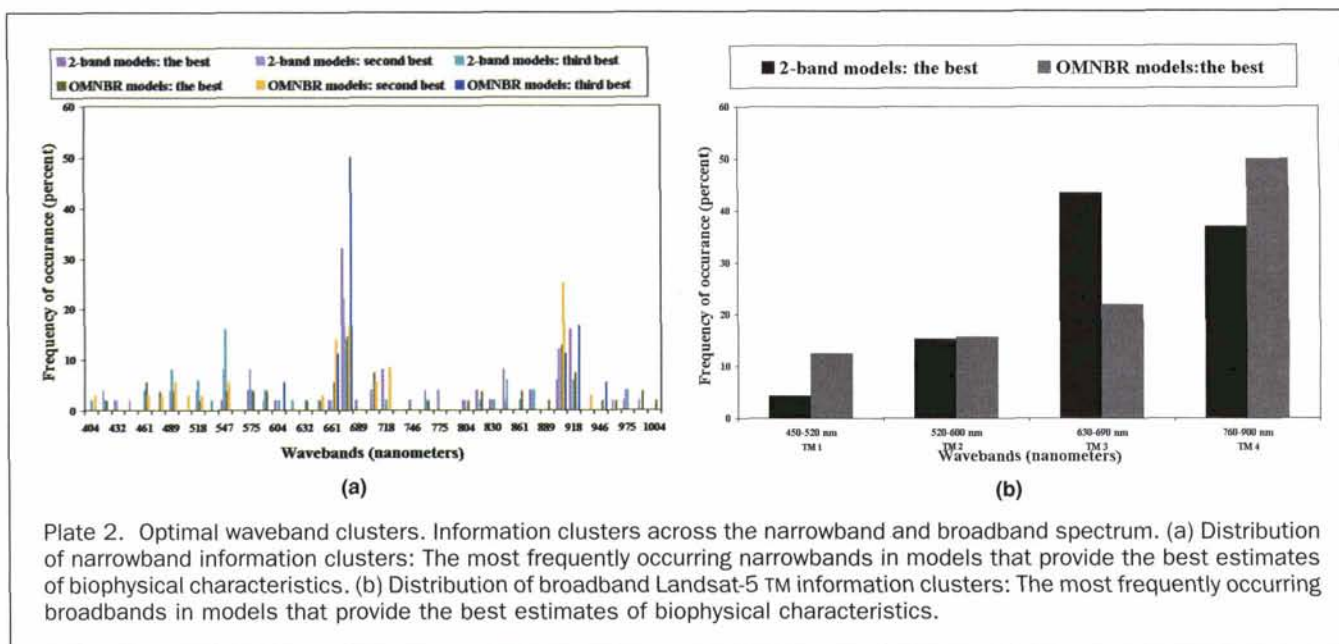 2-band models: the best 2-band models: second best 2-band models: third best
OMNBR models: the best OMNBR models: second best OMNBR models: third best
60
50
40
30
20
10
0
Frequency of occurance (percent)
404 432 461 489 518 547 575 604 632 661 689 718 746 775 804 830 861 889 918 946 975 1004
Wavebands (nanometers)
(a)
2-band models: the best OMNBR models:the best
60
50
40
30
20
10
0
Frequency of occurance (percent)
450-520 nm 520-600 nm 630-690 nm 760-900 nm
TM 1 TM 2 TM 3 TM 4
Wavebands (nanometers)
(b)
Plate 2. Optimal waveband clusters. Information clusters across the narrowband and broadband spectrum. (a) Distribution
of narrowband information clusters: The most frequently occurring narrowbands in models that provide the best estimates
of biophysical characteristics. (b) Distribution of broadband Landsat-5 TM information clusters: The most frequently occurring
broadbands in models that provide the best estimates of biophysical characteristics.